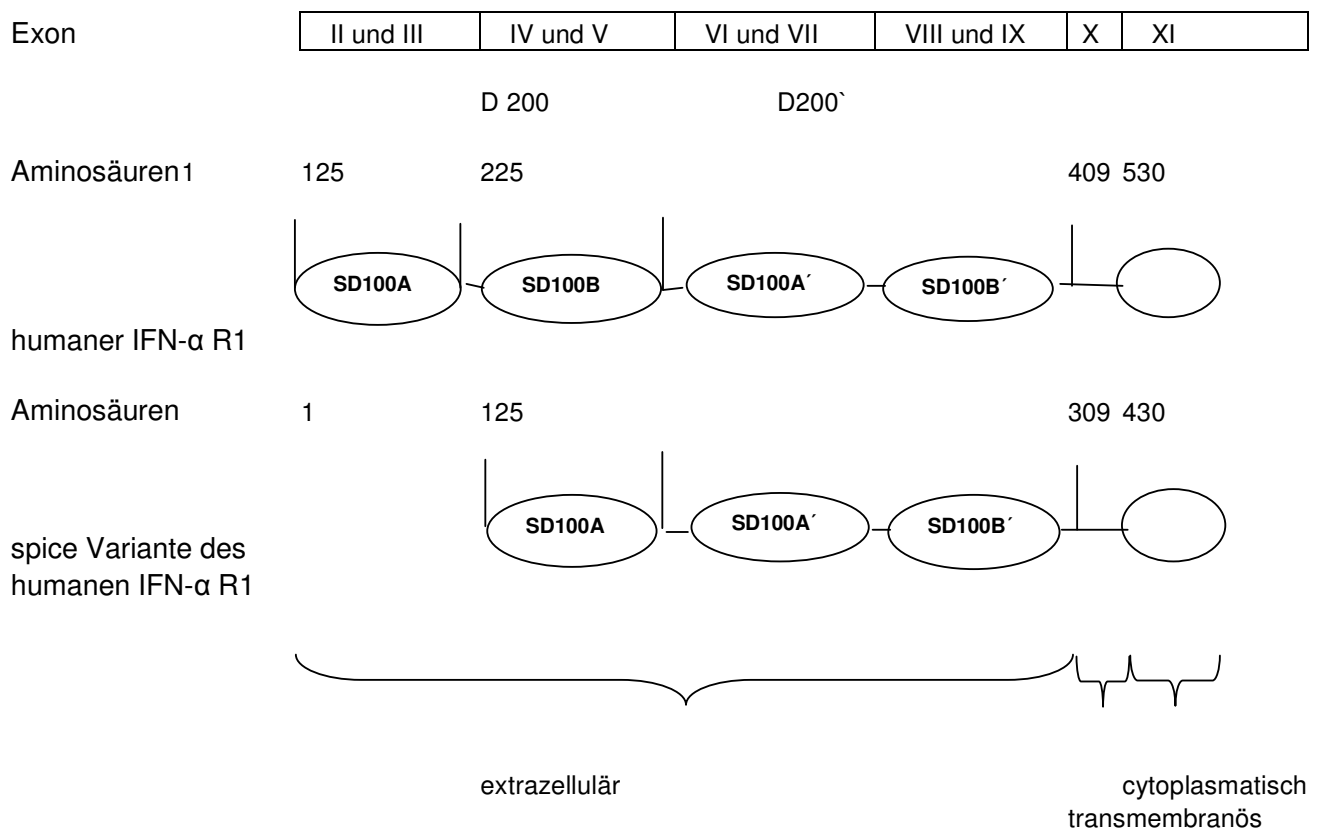 Exon II und III IV und V VI und VII VIII und IX X XI
D 200 D200`
Aminosäuren1 125 225 409 530
SD100A SD100B SD100A´ SD100B´
humaner IFN-α R1
Aminosäuren 1 125 309 430
SD100A SD100A´ SD100B´
spice Variante des
humanen IFN-α R1
extrazellulär cytoplasmatisch
transmembranös